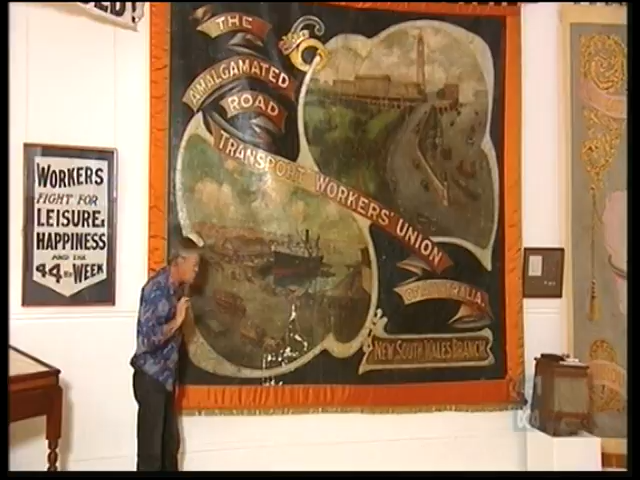 WORKERS
FIGHT FOR
LEISURE,
HAPPINESS
AND THE
44 HR WEEK
THE
AMALGAMATED
ROAD
TRANSPORT WORKERS' UNION
OF AUSTRALIA
NEW SOUTH WALES BRANCH